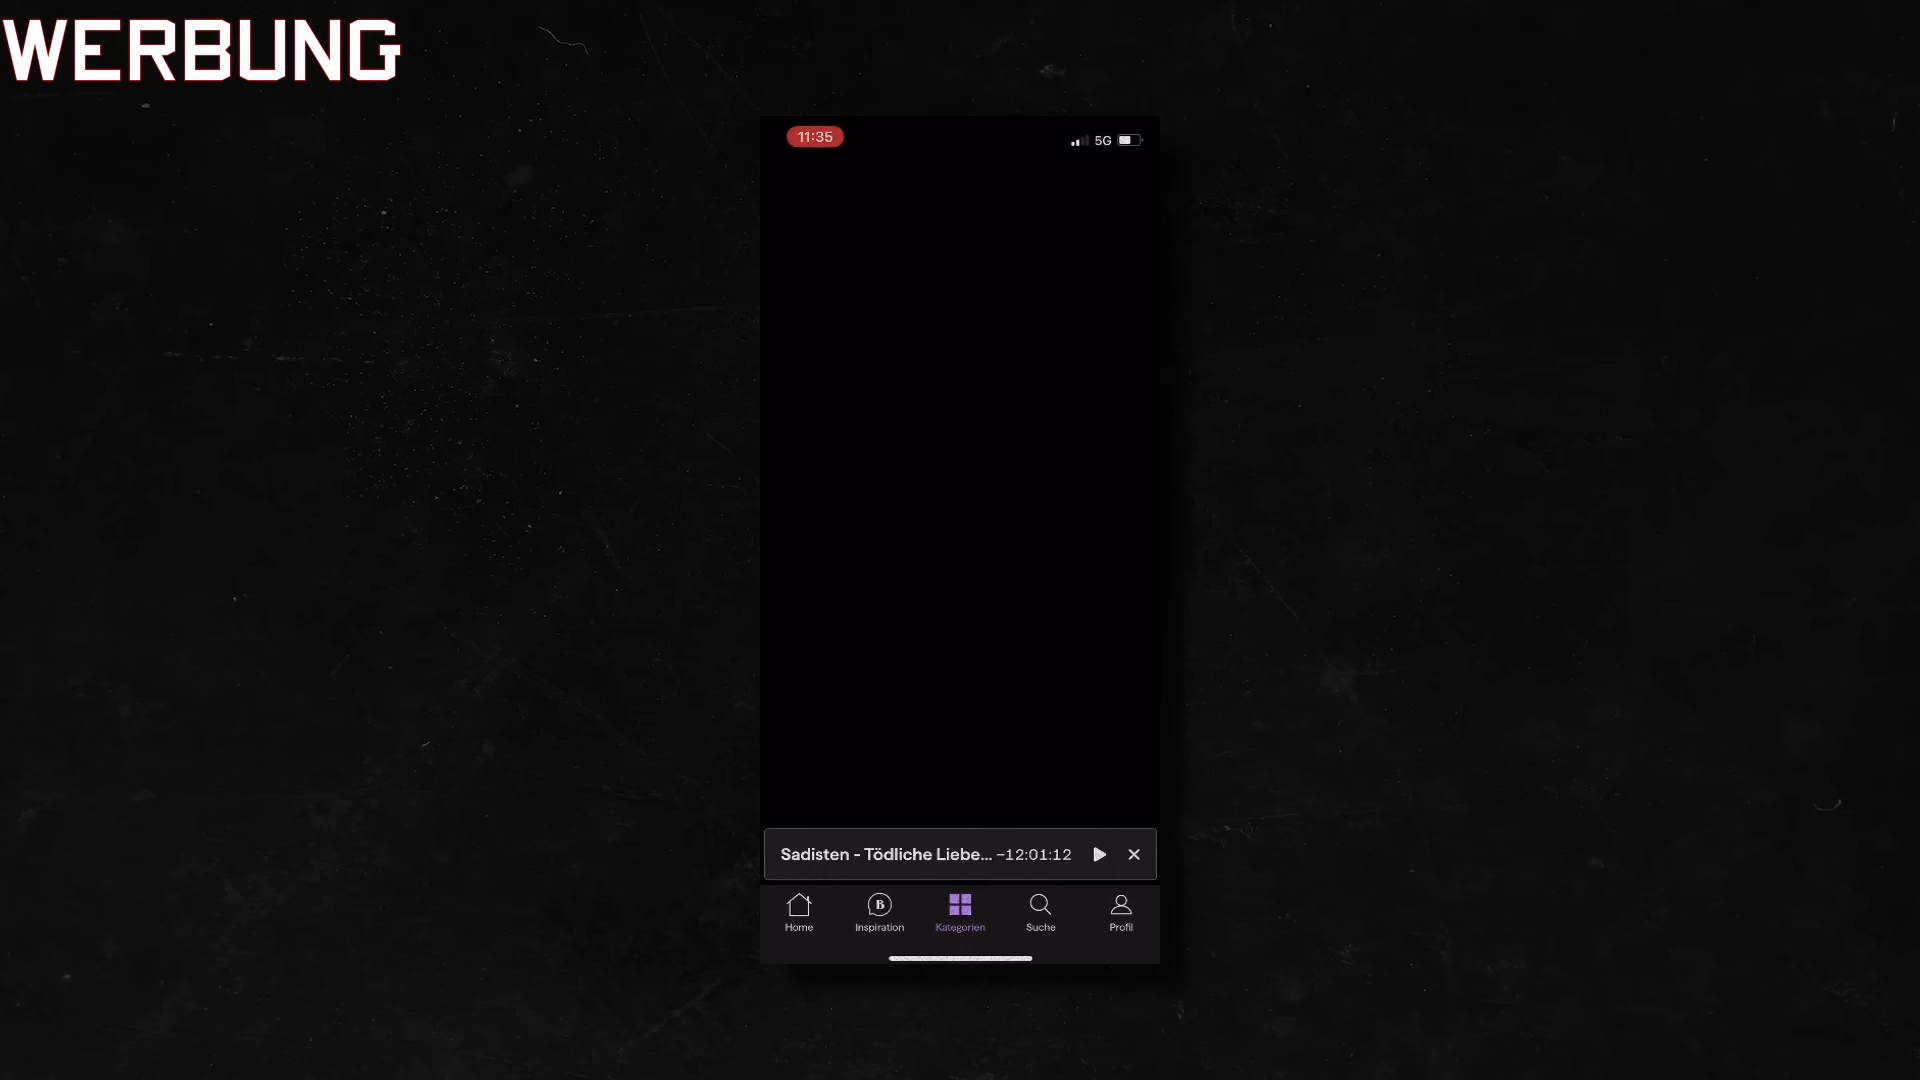 WERBUNG
11:35
5G
Sadisten - Tödliche Liebe... -12:01:12
B
Home Inspiration Kategorien Suche Profil